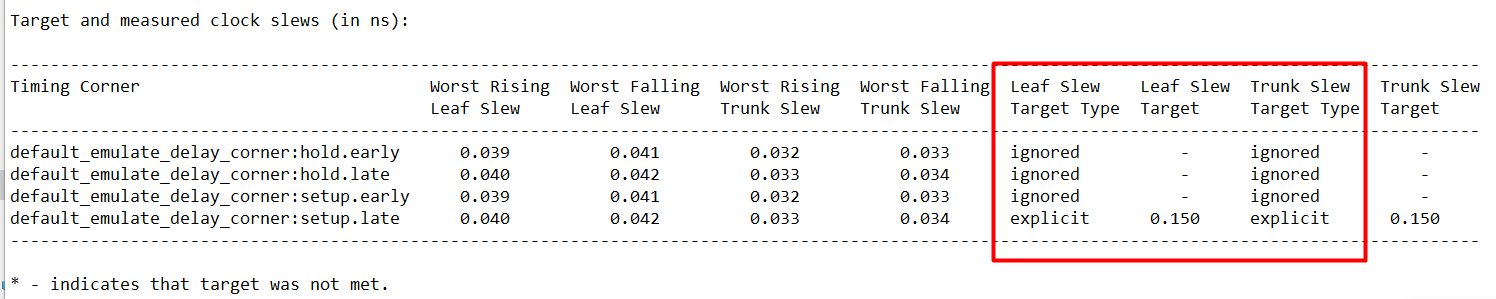 Target and measured clock slews (in ns):
---------------------------------------------------------------------------------------------------------------------------------------------------
Timing Corner                             Worst Rising  Worst Falling  Worst Rising  Worst Falling  Leaf Slew    Leaf Slew  Trunk Slew   Trunk Slew
                                          Leaf Slew     Leaf Slew      Trunk Slew    Trunk Slew     Target Type  Target     Target Type  Target
---------------------------------------------------------------------------------------------------------------------------------------------------
default_emulate_delay_corner:hold.early      0.039          0.041         0.032          0.033      ignored          -      ignored          -
default_emulate_delay_corner:hold.late       0.040          0.042         0.033          0.034      ignored          -      ignored          -
default_emulate_delay_corner:setup.early     0.039          0.041         0.032          0.033      ignored          -      ignored          -
default_emulate_delay_corner:setup.late      0.040          0.042         0.033          0.034      explicit      0.150     explicit      0.150
---------------------------------------------------------------------------------------------------------------------------------------------------
* - indicates that target was not met.